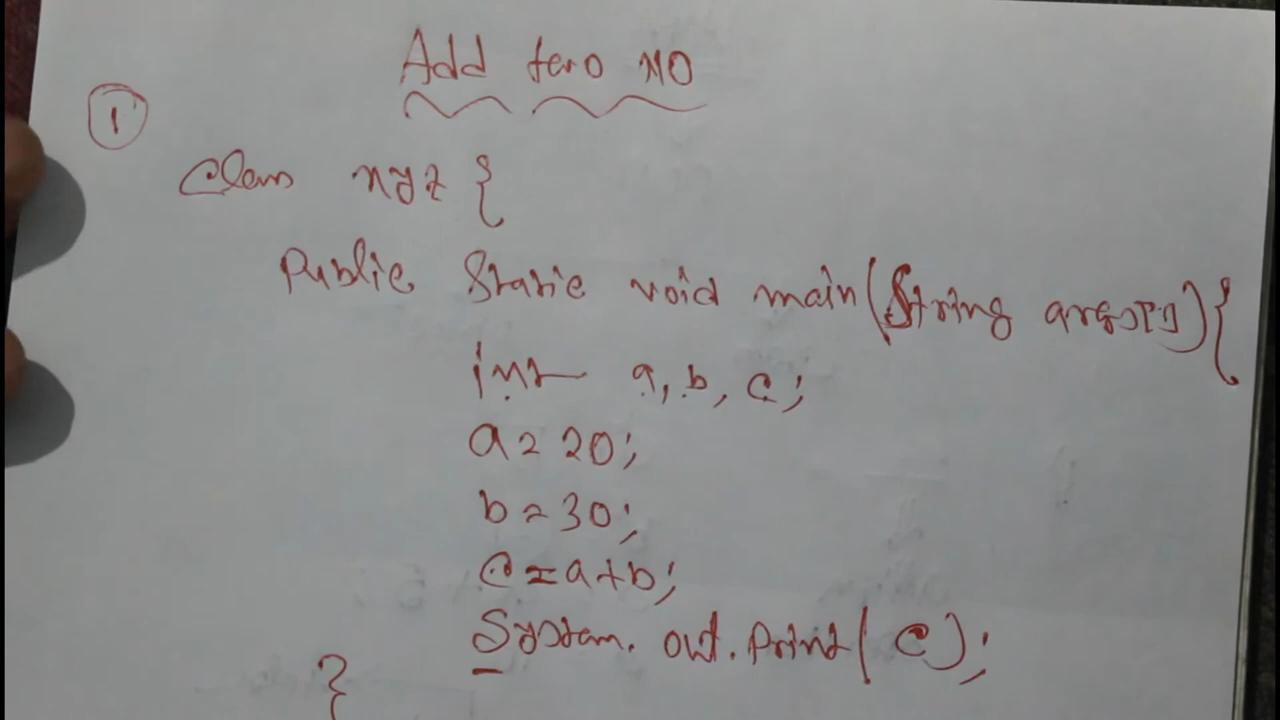 Add two NO
1
Class xyz {
Public Static void main(String args[]){
int a, b, c;
a = 20;
b = 30;
c = a + b;
System. out. Print( c );
}